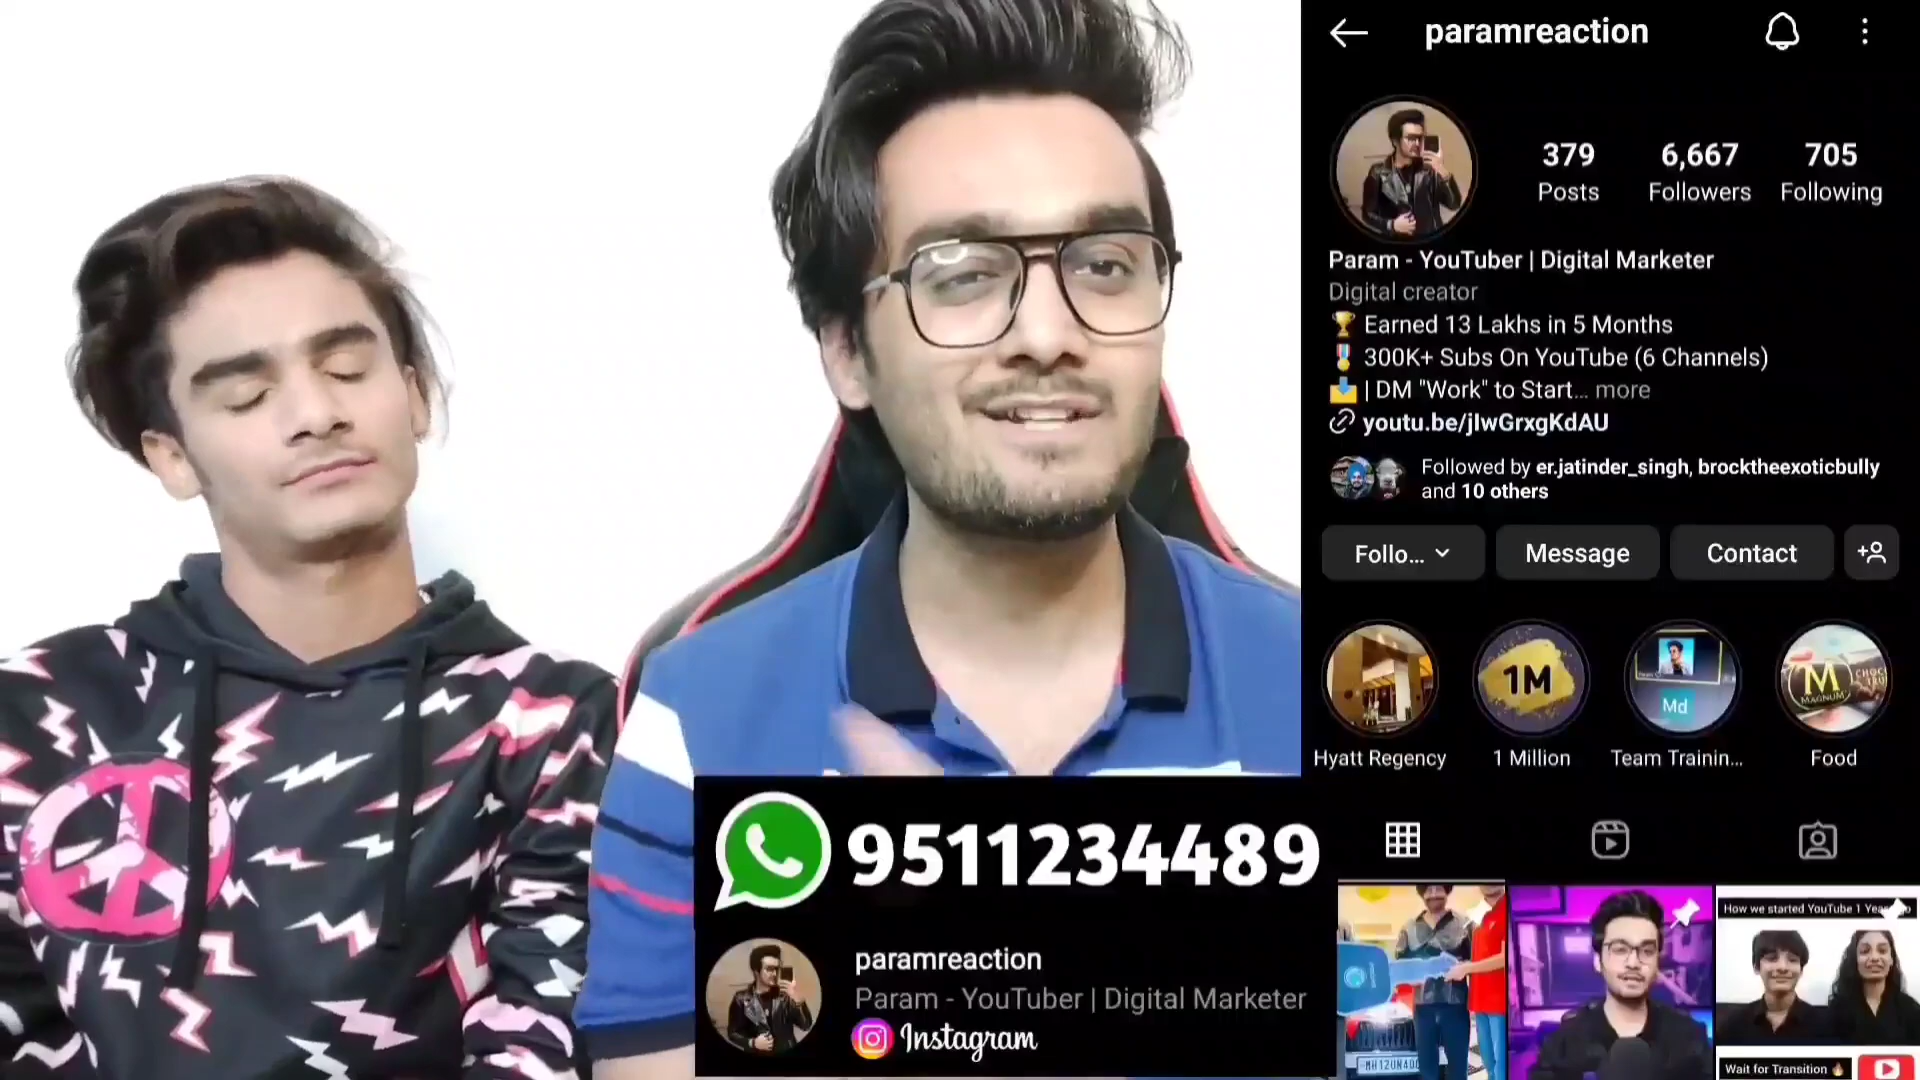 paramreaction
379
Posts
6,667
Followers
705
Following
Param - YouTuber | Digital Marketer
Digital creator
Earned 13 Lakhs in 5 Months
300K+ Subs On YouTube (6 Channels)
| DM "Work" to Start... more
youtu.be/jIwGrxgKdAU
Followed by er.jatinder_singh, brocktheexoticbully
and 10 others
Follo...
Message
Contact
1M
Md
M
MAGNUM
Hyatt Regency
1 Million
Team Trainin...
Food
9511234489
paramreaction
Param - YouTuber | Digital Marketer
Instagram
How we started YouTube 1
Wait for Transition